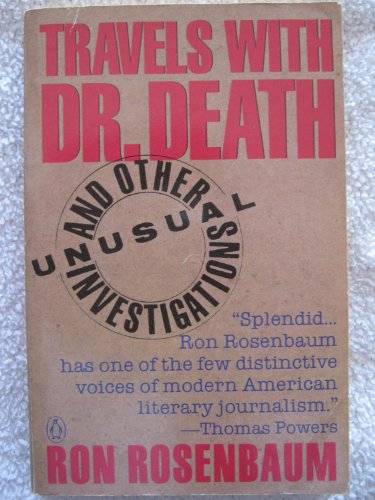 TRAVELS WITH
DR. DEATH
AND OTHER
UNUSUAL
INVESTIGATIONS
“Splendid...
Ron Rosenbaum
has one of the few distinctive
voices of modern American
literary journalism.”
—Thomas Powers
RON ROSENBAUM